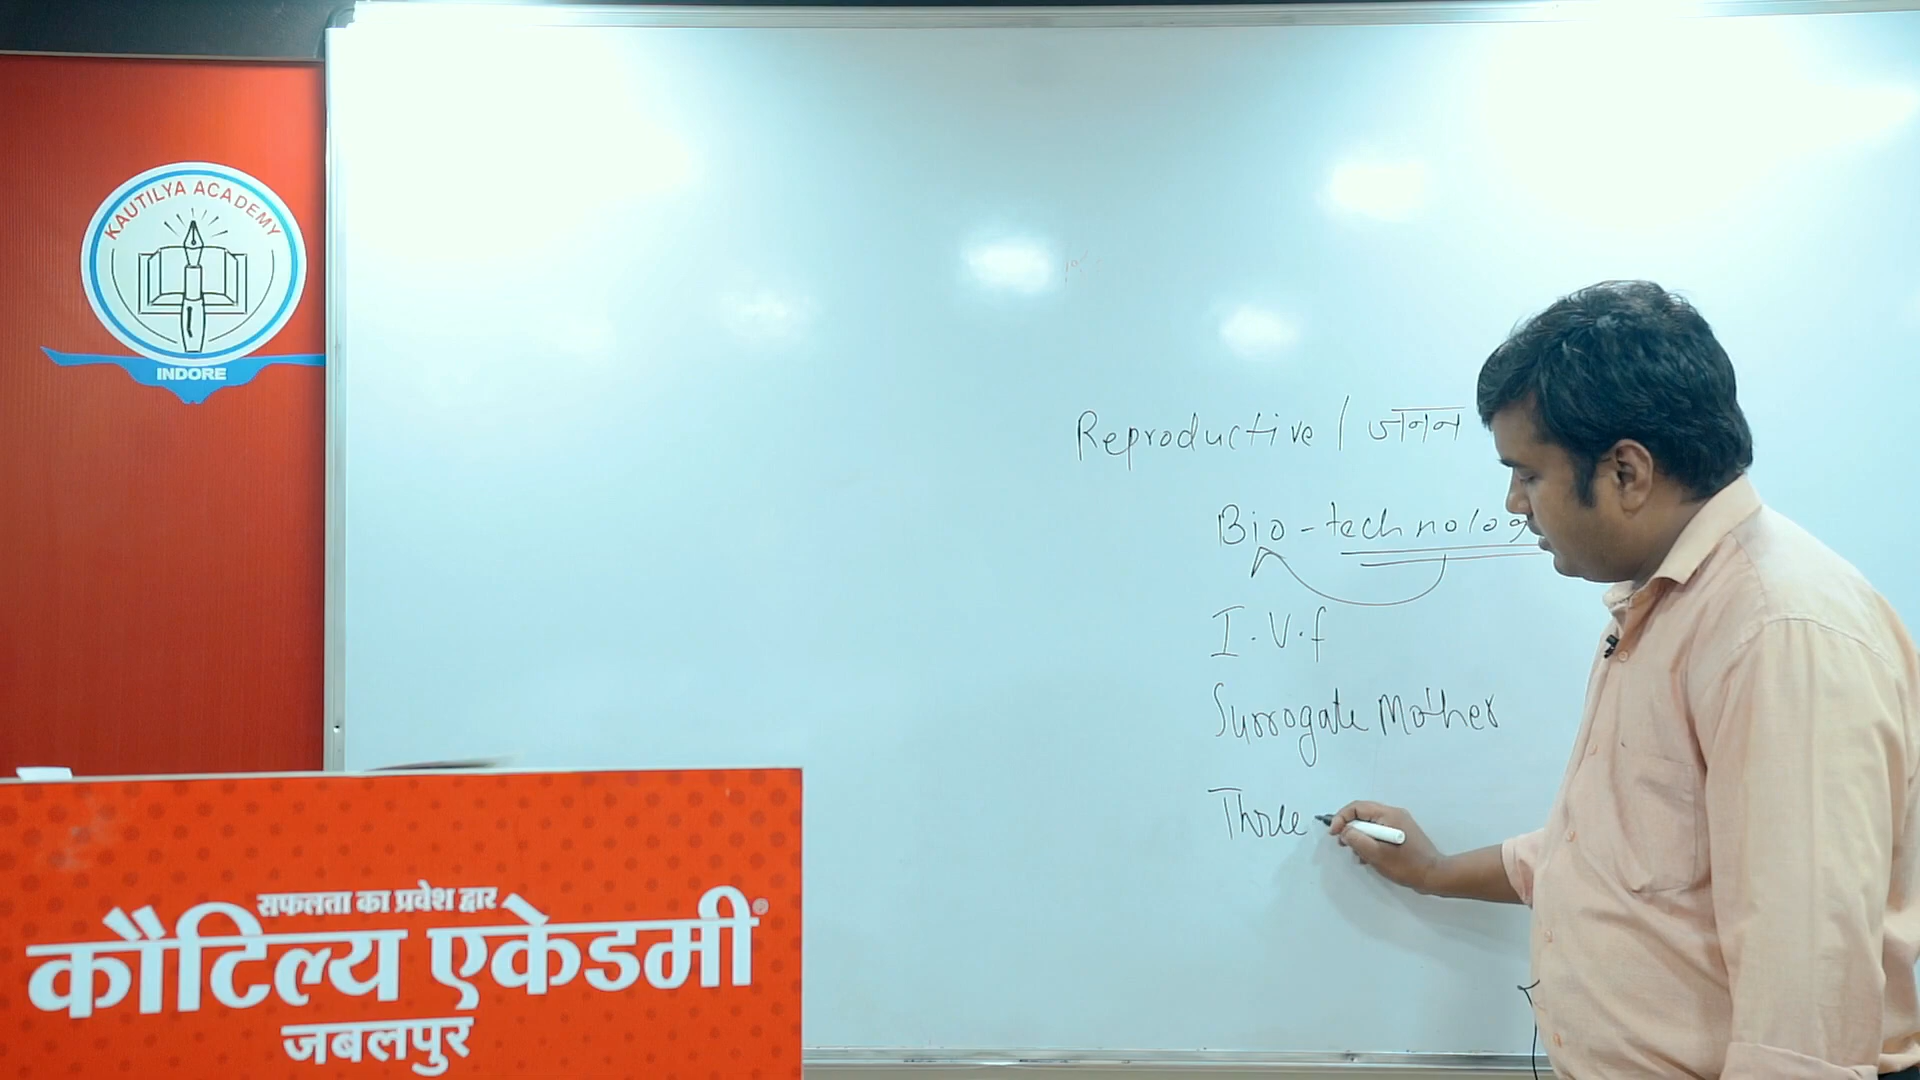 KAUTILYA ACADEMY
INDORE
Reproductive / जनन
Bio-technolog
I.V.f
Surrogate Mother
Three
सफलता का प्रवेश द्वार
कौटिल्य एकेडमी®
जबलपुर